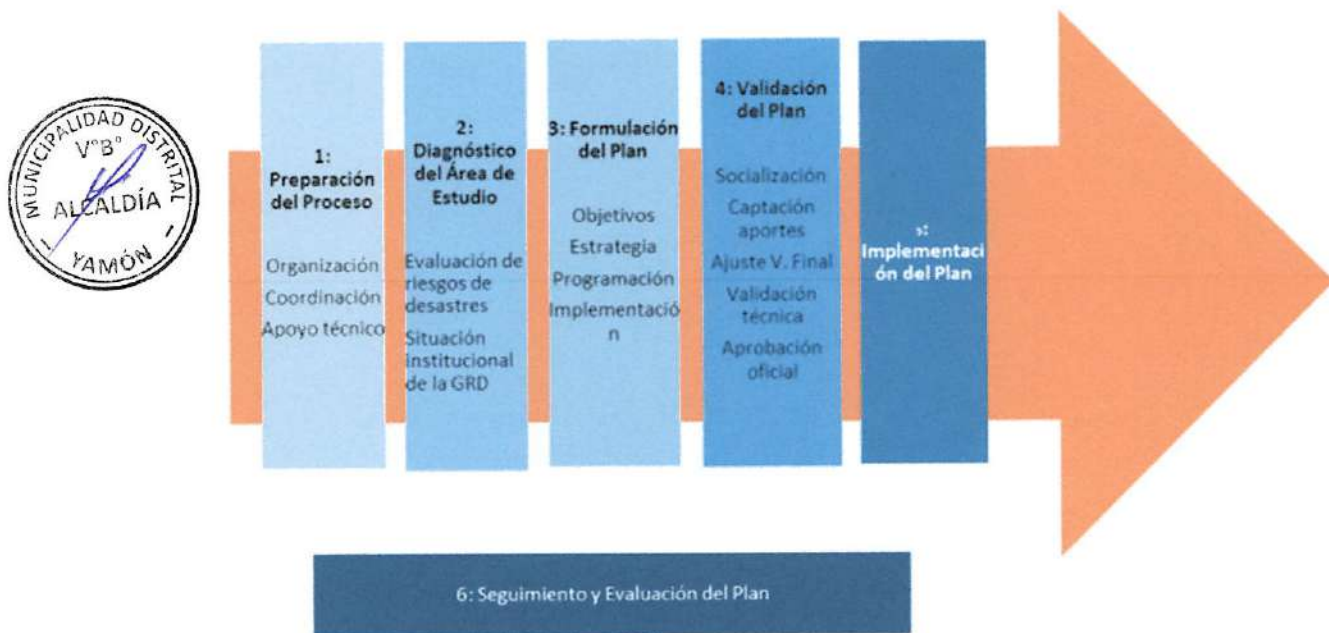 MUNICIPALIDAD DISTRITAL
V°B°
ALCALDÍA
- YAMÓN -
1:
Preparación
del Proceso
Organización
Coordinación
Apoyo técnico
2:
Diagnóstico
del Área de
Estudio
Evaluación de
riesgos de
desastres
Situación
institucional
de la GRD
3: Formulación
del Plan
Objetivos
Estrategia
Programación
Implementació
n
4: Validación
del Plan
Socialización
Captación
aportes
Ajuste V. Final
Validación
técnica
Aprobación
oficial
5:
Implementaci
ón del Plan
6: Seguimiento y Evaluación del Plan